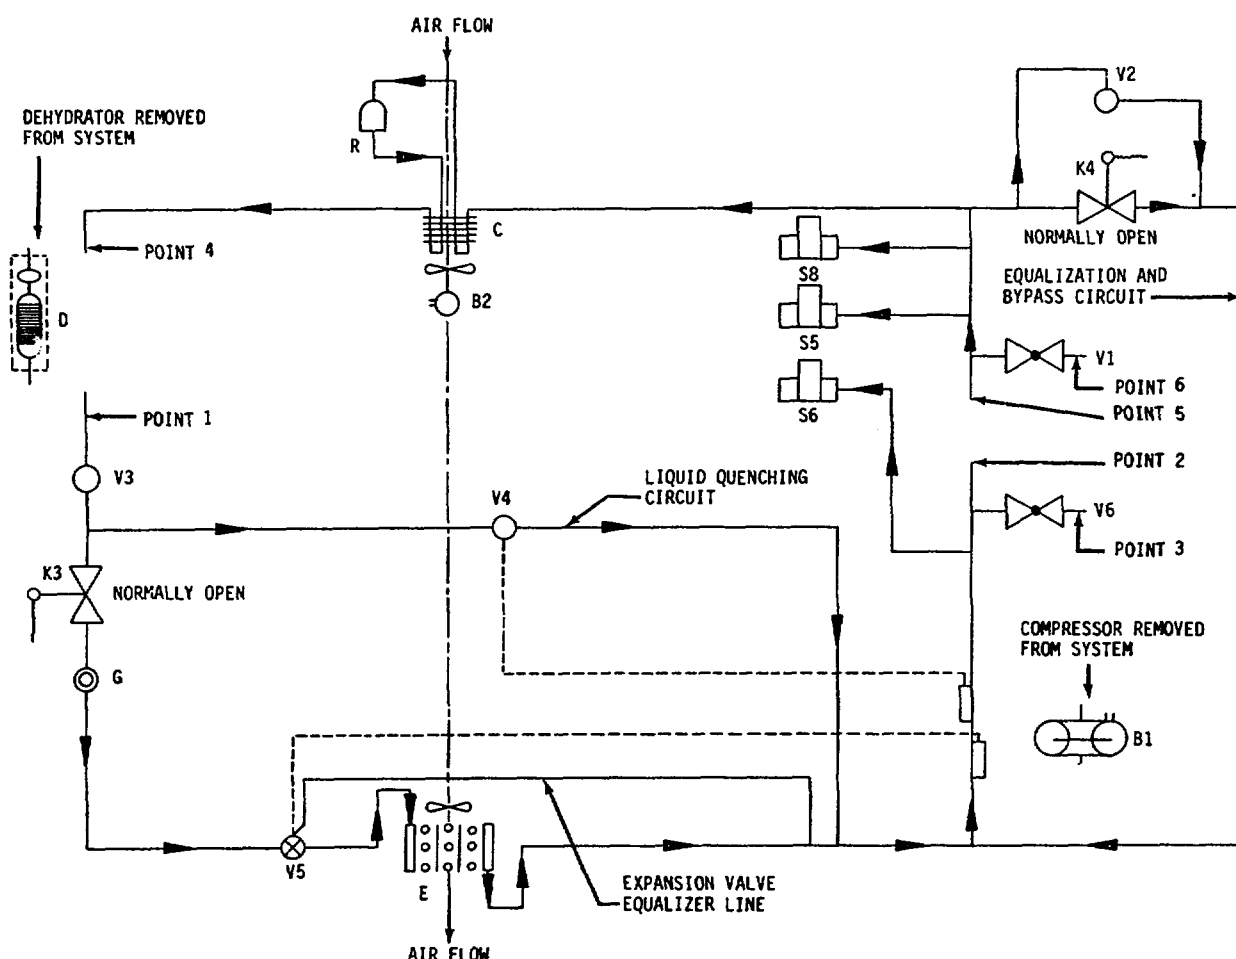 AIR FLOW
V2
DEHYDRATOR REMOVED
FROM SYSTEM
R
K4
C
NORMALLY OPEN
POINT 4
S8
EQUALIZATION AND
BYPASS CIRCUIT
B2
D
S5
V1
POINT 6
POINT 1
S6
POINT 5
POINT 2
V3
LIQUID QUENCHING
CIRCUIT
V4
V6
POINT 3
K3
NORMALLY OPEN
COMPRESSOR REMOVED
FROM SYSTEM
G
B1
V5
E
EXPANSION VALVE
EQUALIZER LINE
AIR FLOW